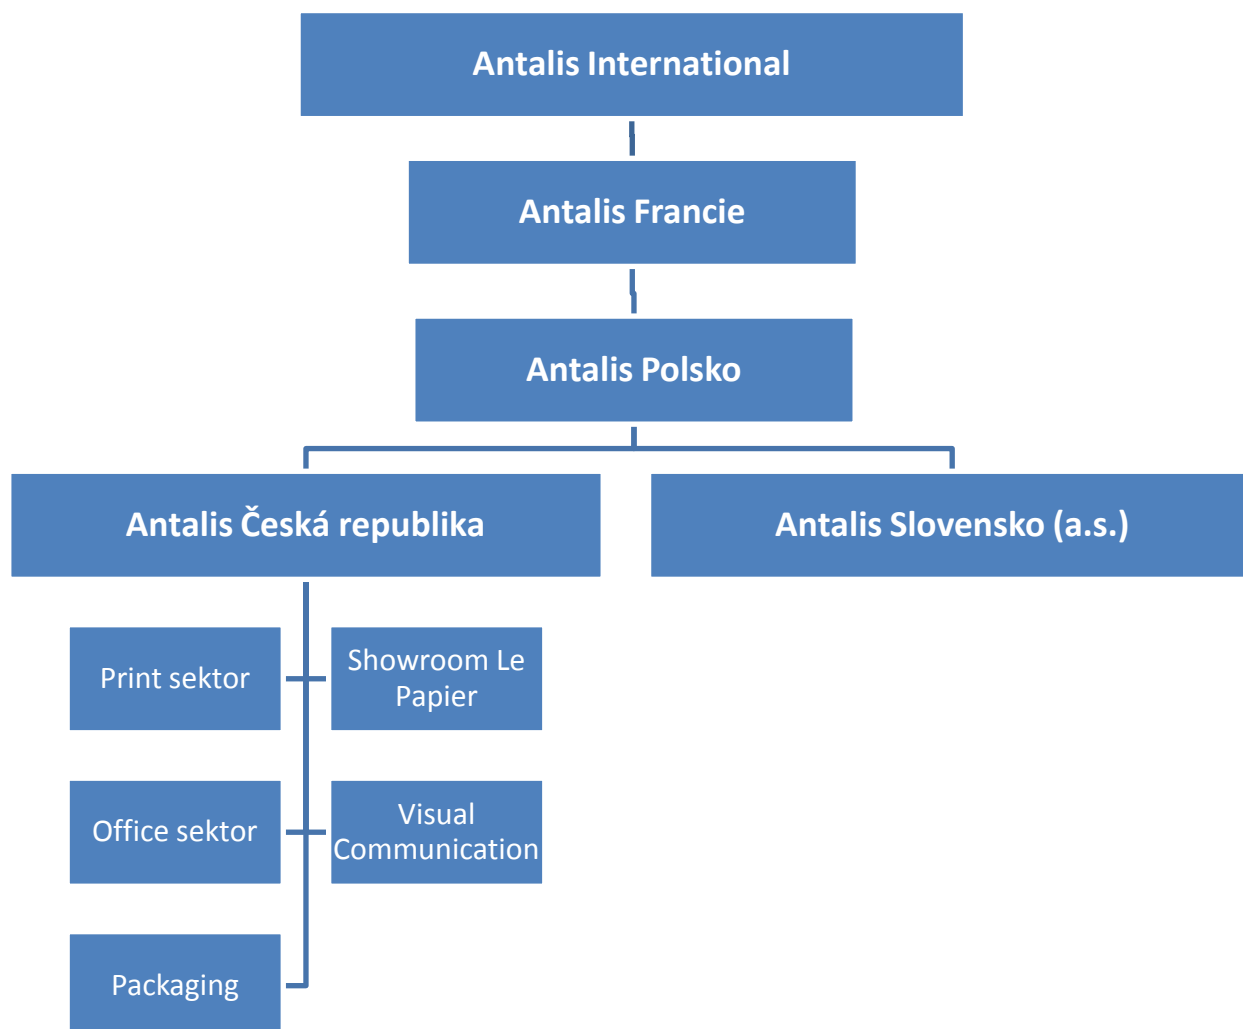 Antalis International
Antalis Francie
Antalis Polsko
Antalis Česká republika
Antalis Slovensko (a.s.)
Print sektor
Showroom Le
Papier
Office sektor
Visual
Communication
Packaging